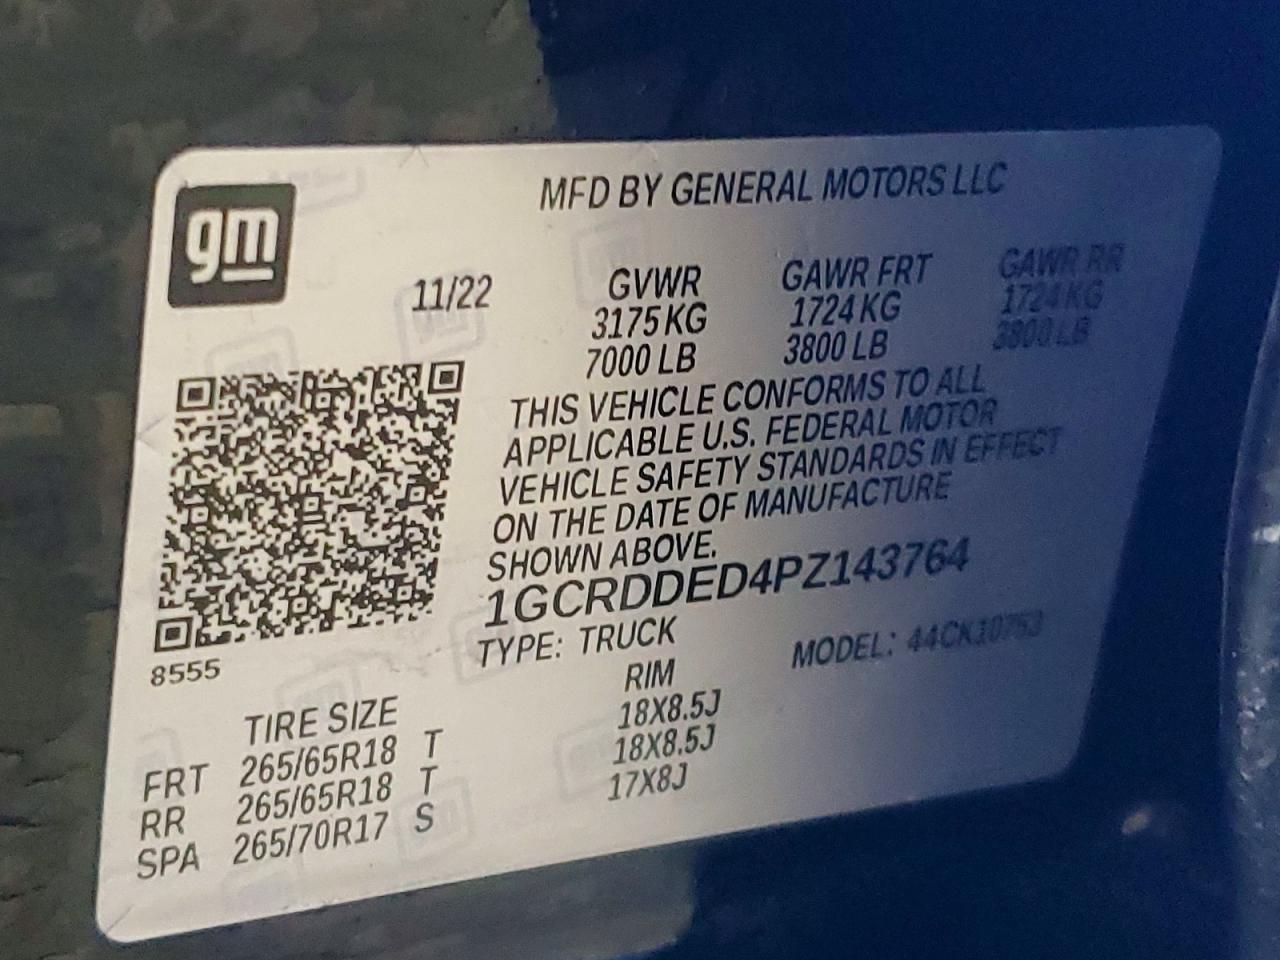 gm
MFD BY GENERAL MOTORS LLC
11/22 GVWR GAWR FRT GAWR RR
3175 KG 1724 KG 1724 KG
7000 LB 3800 LB 3800 LB
THIS VEHICLE CONFORMS TO ALL
APPLICABLE U.S. FEDERAL MOTOR
VEHICLE SAFETY STANDARDS IN EFFECT
ON THE DATE OF MANUFACTURE
SHOWN ABOVE.
1GCRDDED4PZ143764
TYPE: TRUCK MODEL:
8555
TIRE SIZE RIM
FRT 265/65R18 T 18X8.5J
RR 265/65R18 T 18X8.5J
SPA 265/70R17 S 17X8J